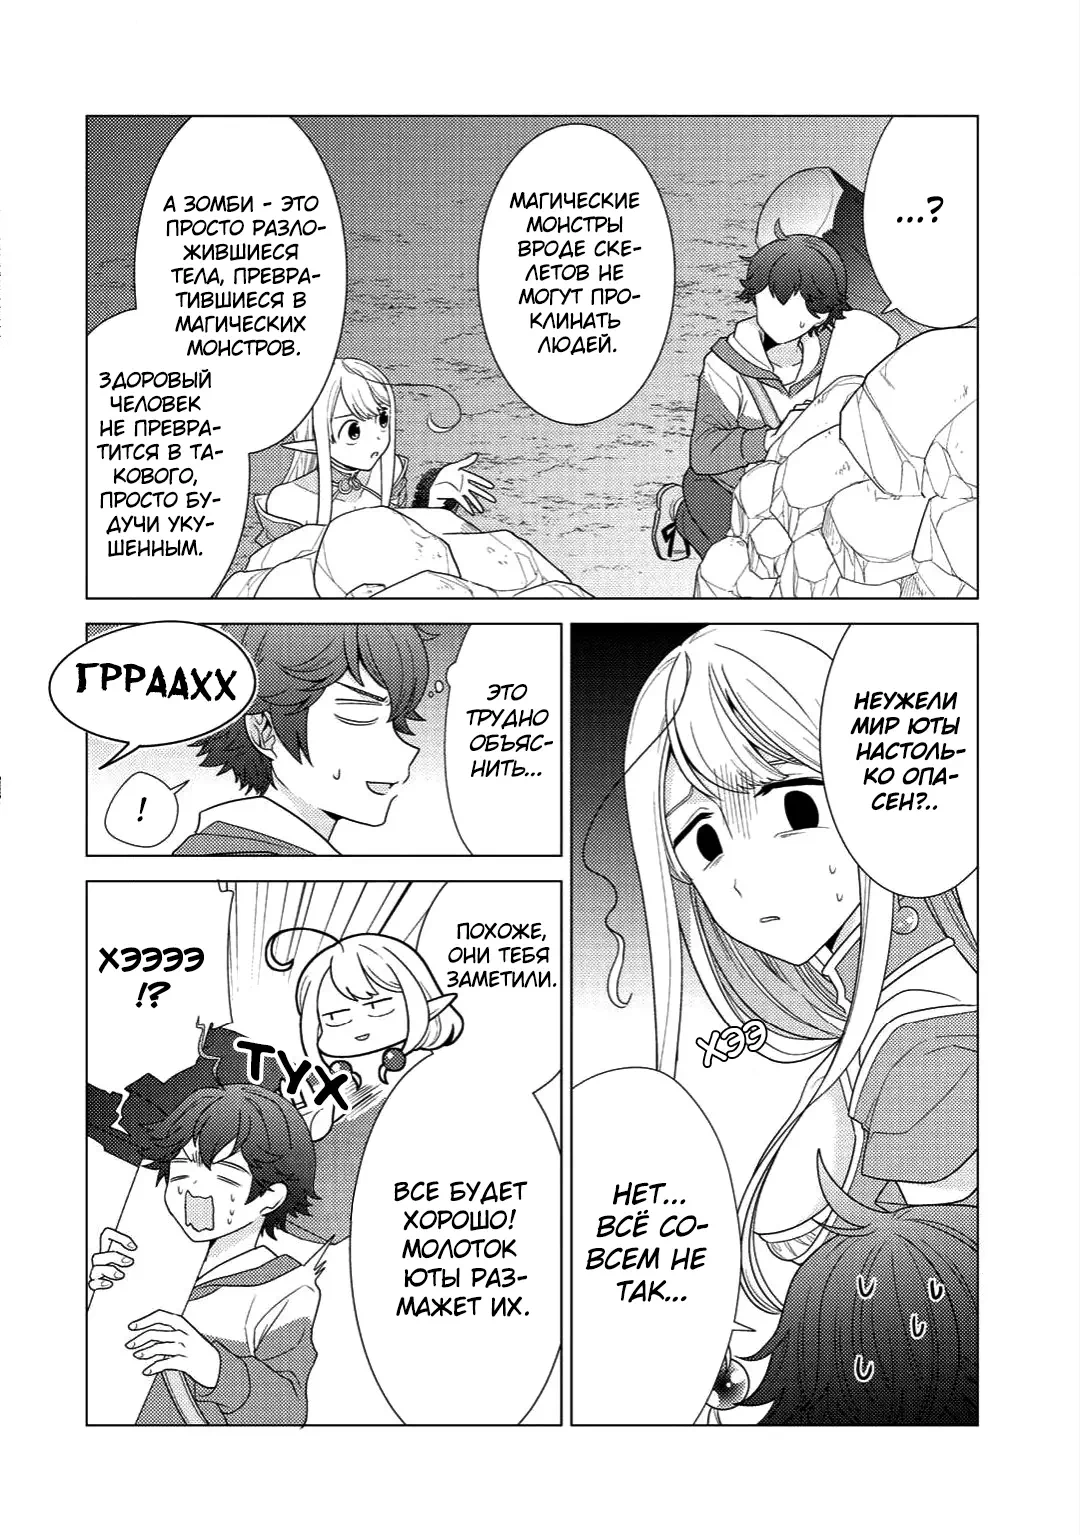 ...?
МАГИЧЕСКИЕ
МОНСТРЫ
ВРОДЕ СКЕ-
ЛЕТОВ НЕ
МОГУТ ПРО-
КЛИНАТЬ
ЛЮДЕЙ.
А ЗОМБИ - ЭТО
ПРОСТО РАЗЛО-
ЖИВШИЕСЯ
ТЕЛА, ПРЕВРА-
ТИВШИЕСЯ В
МАГИЧЕСКИХ
МОНСТРОВ.
ЗДОРОВЫЙ
ЧЕЛОВЕК
НЕ ПРЕВРА-
ТИТСЯ В ТА-
КОВОГО,
ПРОСТО БУ-
ДУЧИ УКУ-
ШЕННЫМ.
НЕУЖЕЛИ
МИР ЮТЫ
НАСТОЛЬ-
КО ОПА-
СЕН?..
ХЭЭ
НЕТ...
ВСЁ СО-
ВСЕМ НЕ
ТАК...
ЭТО
ТРУДНО
ОБЪЯС-
НИТЬ...
ГРРААХХ
!
ПОХОЖЕ,
ОНИ ТЕБЯ
ЗАМЕТИЛИ.
ТУХ
ХЭЭЭЭ
!?
ВСЕ БУДЕТ
ХОРОШО!
МОЛОТОК
ЮТЫ РАЗ-
МАЖЕТ ИХ.